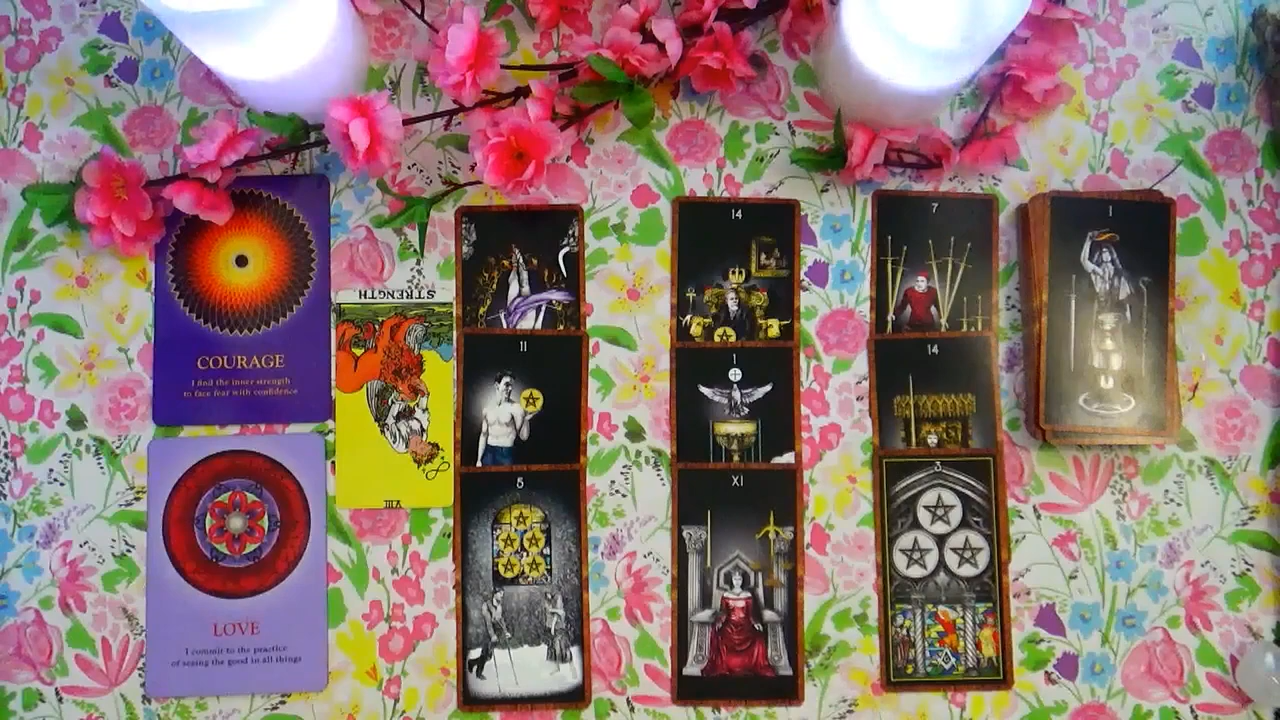 COURAGE
I find the inner strength
to face fear with confidence
LOVE
I commit to the practice
of seeing the good in all things
STRENGTH
VIII
11
5
14
1
XI
7
14
3
I